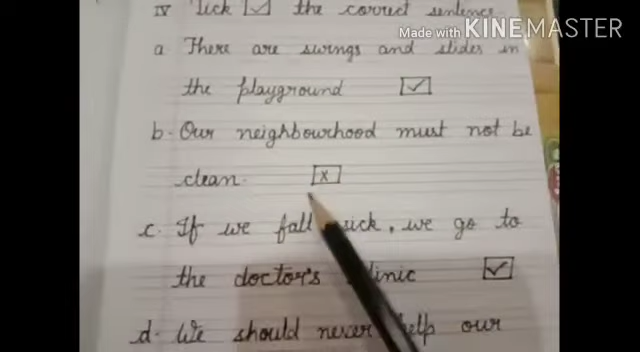 Made with KINEMASTER
IV Tick ☑ the correct sentence.
a. There are swings and slides in
the playground ☑
b. Our neighbourhood must not be
clean. ☒
c. If we fall sick, we go to
the doctor's clinic ☑
d. We should never help our